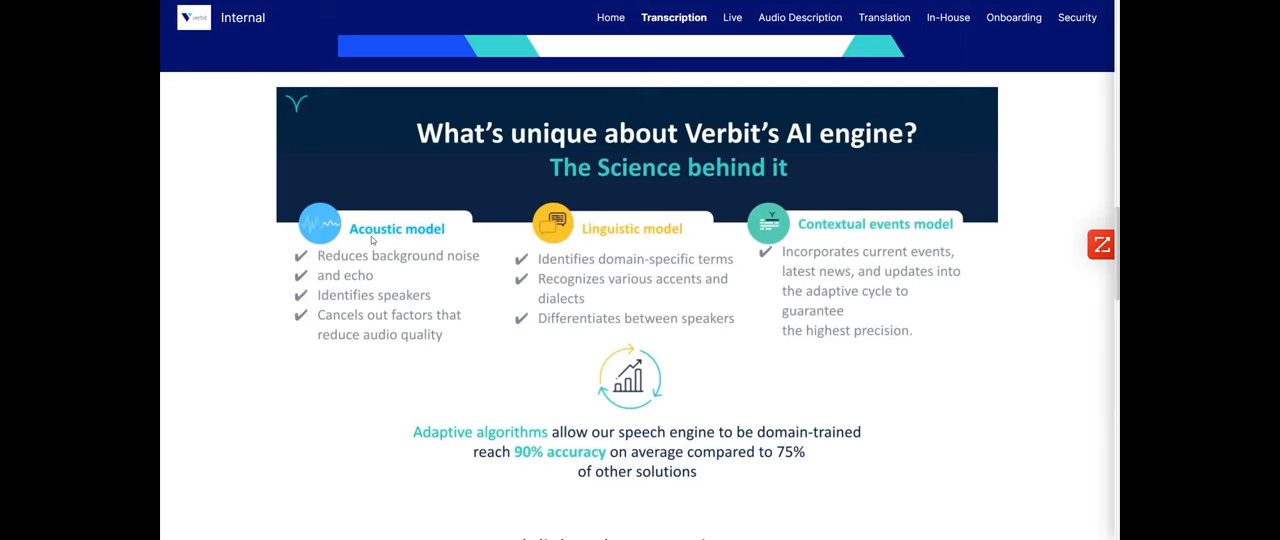 verbit
Internal
Home Transcription Live Audio Description Translation In-House Onboarding Security
What's unique about Verbit's AI engine?
The Science behind it
Acoustic model
✔ Reduces background noise
✔ and echo
✔ Identifies speakers
✔ Cancels out factors that
reduce audio quality
Linguistic model
✔ Identifies domain-specific terms
✔ Recognizes various accents and
dialects
✔ Differentiates between speakers
Contextual events model
✔ Incorporates current events,
latest news, and updates into
the adaptive cycle to
guarantee
the highest precision.
Adaptive algorithms allow our speech engine to be domain-trained
reach 90% accuracy on average compared to 75%
of other solutions